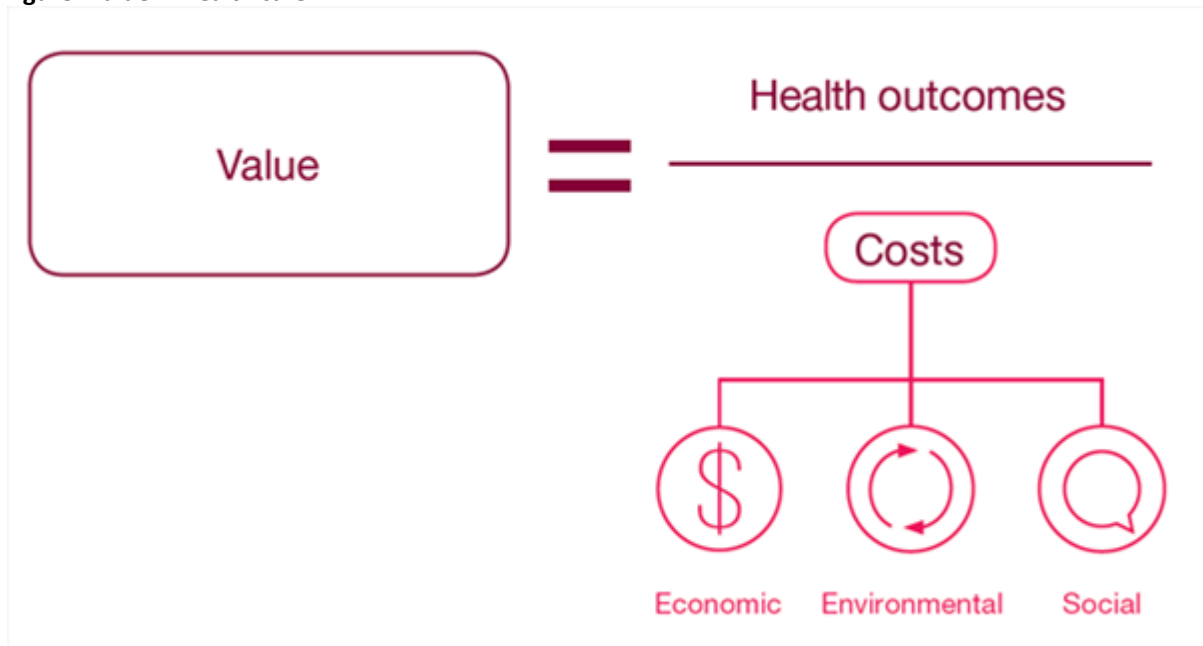 Value
=
Health outcomes
Costs
$
Economic
Environmental
Social